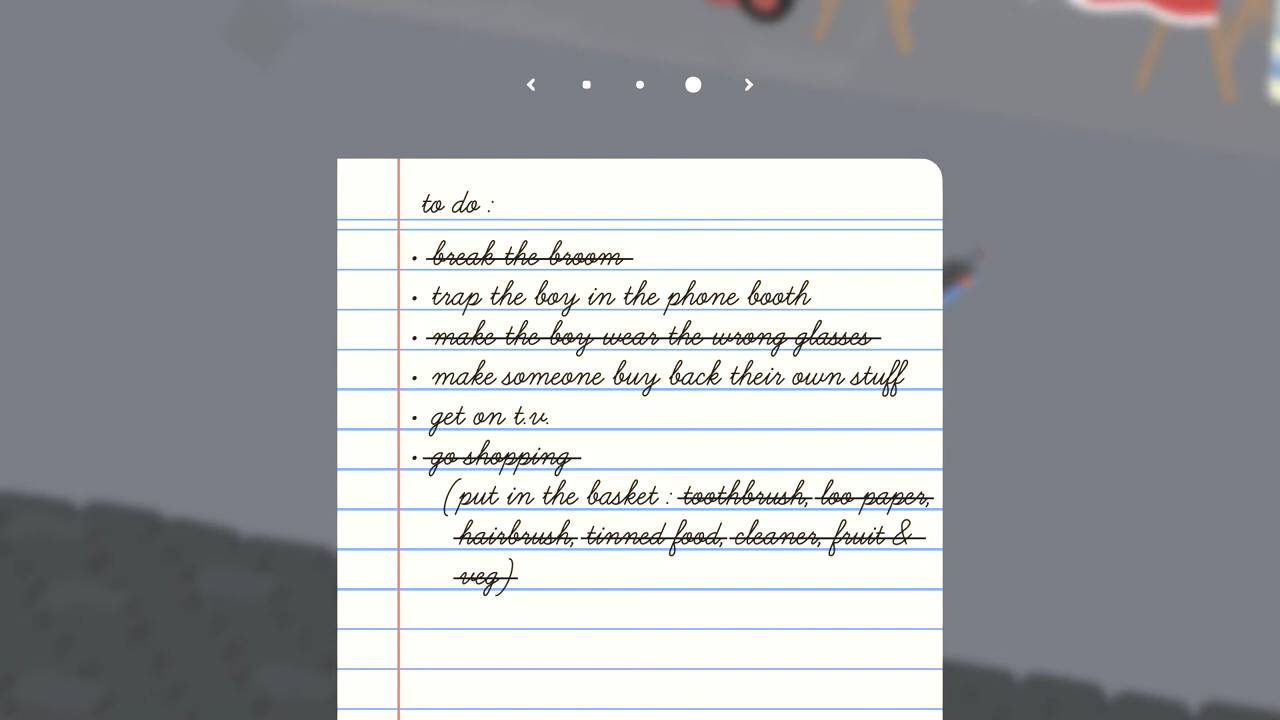 to do :
• break the broom
• trap the boy in the phone booth
• make the boy wear the wrong glasses
• make someone buy back their own stuff
• get on t.v.
• go shopping
(put in the basket : toothbrush, loo paper,
hairbrush, tinned food, cleaner, fruit &
veg)